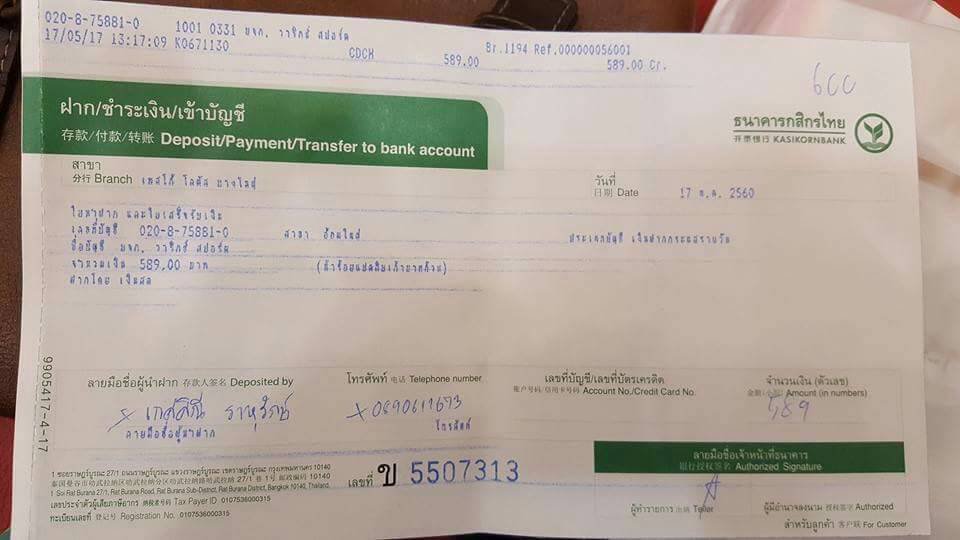 020-8-75881-0 1001 0331 บจก. วาริกซ์ สปอร์ต
17/05/17 13:17:09 K0671130 CDCH 589.00 Br.1194 Ref.000000056001 589.00 Cr.
600
ฝาก/ชำระเงิน/เข้าบัญชี
存款/付款/转账 Deposit/Payment/Transfer to bank account
ธนาคารกสิกรไทย
开泰银行 KASIKORNBANK
สาขา
分行 Branch เทสโก้ โลตัส บางใหญ่
วันที่
日期 Date 17 พ.ค. 2560
ใบนำฝาก และใบเสร็จรับเงิน
เลขที่บัญชี 020-8-75881-0 สาขา อ้อมใหญ่ ประเภทบัญชี เงินฝากกระแสรายวัน
ชื่อบัญชี บจก. วาริกซ์ สปอร์ต
จำนวนเงิน 589.00 บาท (ห้าร้อยแปดสิบเก้าบาทถ้วน)
ฝากโดย เงินสด
9905417-4-17
ลายมือชื่อผู้นำฝาก 存款人签名 Deposited by
โทรศัพท์ 电话 Telephone number
เลขที่บัญชี/เลขที่บัตรเครดิต
账户号码/信用卡号码 Account No./Credit Card No.
จำนวนเงิน (ตัวเลข)
金额(小写) Amount (in numbers)
x เกศศิณี ราหุรักษ์
x 0690611673
589
ลายมือชื่อผู้นำฝาก
โทรศัพท์
ลายมือชื่อเจ้าหน้าที่ธนาคาร
银行授权签名 Authorized Signature
1 ซอยราษฎร์บูรณะ 27/1 ถนนราษฎร์บูรณะ แขวงราษฎร์บูรณะ เขตราษฎร์บูรณะ กรุงเทพมหานคร 10140
泰国曼谷市叻武拉纳区叻武拉纳分区叻武拉纳路叻武拉纳 27/1 巷 1 号 邮政编码 10140
1 Soi Rat Burana 27/1, Rat Burana Road, Rat Burana Sub-District, Rat Burana District, Bangkok 10140, Thailand.
เลขประจำตัวผู้เสียภาษีอากร 纳税者号码 Tax Payer ID 0107536000315
ทะเบียนเลขที่ 登记号 Registration No. 0107536000315
เลขที่ ข 5507313
ผู้ทำรายการ 出纳 Teller
ผู้มีอำนาจลงนาม 授权签字 Authorized
สำหรับลูกค้า 客户联 For Customer